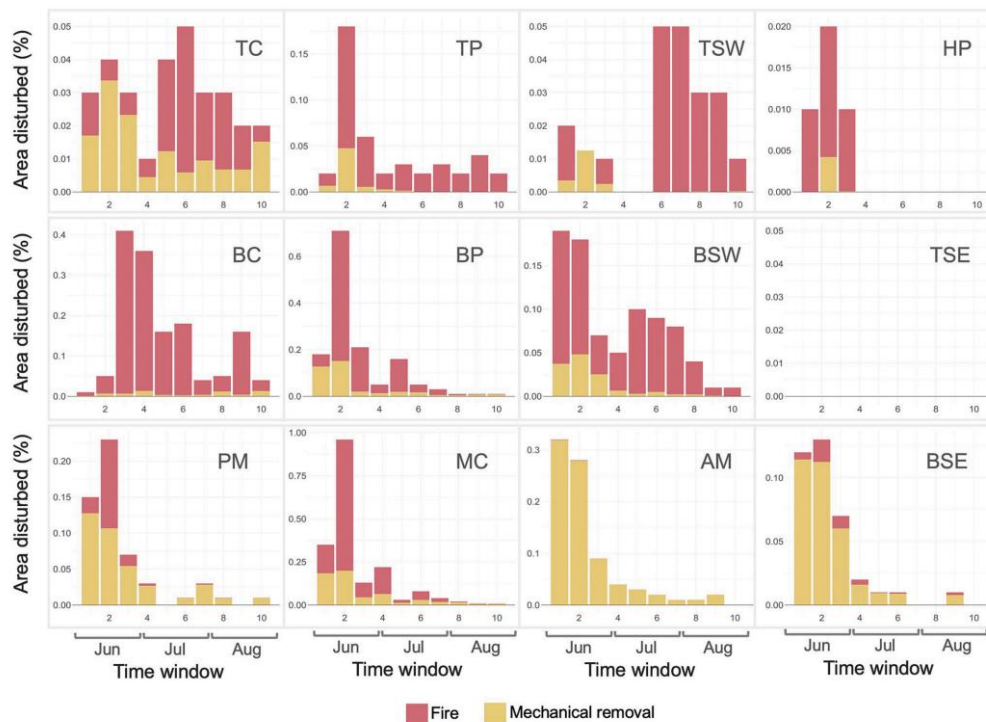 Area disturbed (%)
0.05
0.04
0.03
0.02
0.01
0.00
TC
2 4 6 8 10
0.15
0.10
0.05
0.00
TP
2 4 6 8 10
0.05
0.04
0.03
0.02
0.01
0.00
TSW
2 4 6 8 10
0.020
0.015
0.010
0.005
0.000
HP
2 4 6 8 10
Area disturbed (%)
0.4
0.3
0.2
0.1
0.0
BC
2 4 6 8 10
0.6
0.4
0.2
0.0
BP
2 4 6 8 10
0.15
0.10
0.05
0.00
BSW
2 4 6 8 10
0.05
0.04
0.03
0.02
0.01
0.00
TSE
2 4 6 8 10
Area disturbed (%)
0.20
0.15
0.10
0.05
0.00
PM
2 4 6 8 10
1.00
0.75
0.50
0.25
0.00
MC
2 4 6 8 10
0.3
0.2
0.1
0.0
AM
2 4 6 8 10
0.10
0.05
0.00
BSE
2 4 6 8 10
Jun Jul Aug
Time window
Jun Jul Aug
Time window
Jun Jul Aug
Time window
Jun Jul Aug
Time window
Fire Mechanical removal